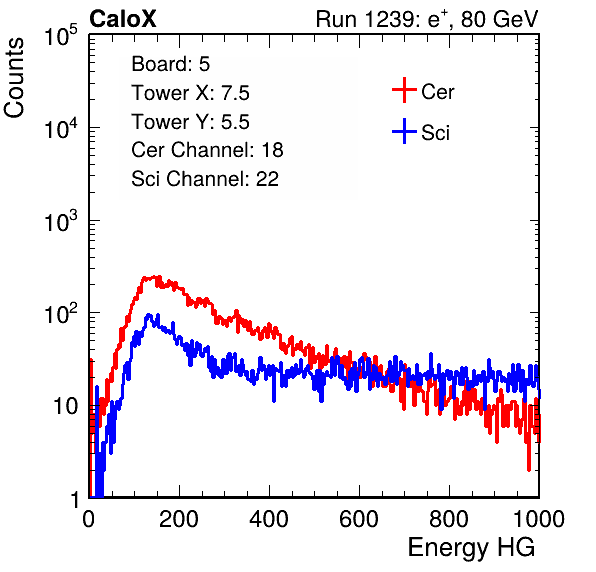 CaloX Run 1239: e⁺, 80 GeV
Counts
Board: 5
Tower X: 7.5
Tower Y: 5.5
Cer Channel: 18
Sci Channel: 22
Cer
Sci
10⁵
10⁴
10³
10²
10
1
0 200 400 600 800 1000
Energy HG